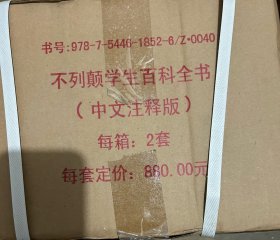 书号:978-7-5446-1852-6/Z·0040
不列颠学生百科全书
(中文注释版)
每箱：2套
每套定价：880.00元